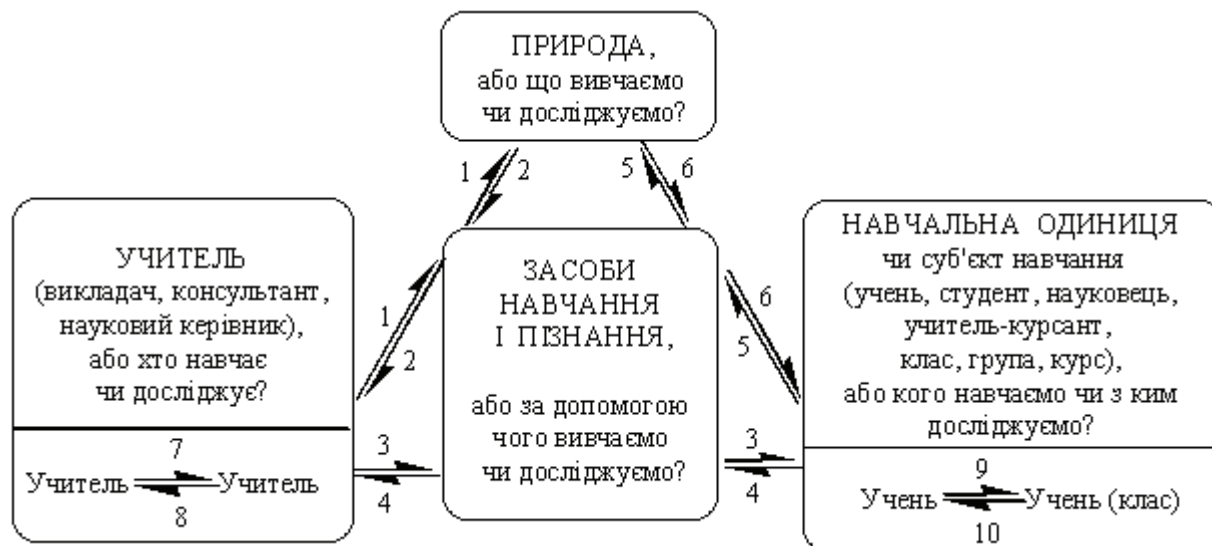 ПРИРОДА,
або що вивчаємо
чи досліджуємо?
1 2 5 6
УЧИТЕЛЬ
(викладач, консультант,
науковий керівник),
або хто навчає
чи досліджує?
7
Учитель Учитель
8
1
2
3
4
ЗАСОБИ
НАВЧАННЯ
І ПІЗНАННЯ,
або за допомогою
чого вивчаємо
чи досліджуємо?
6
5
3
4
НАВЧАЛЬНА ОДИНИЦЯ
чи суб'єкт навчання
(учень, студент, науковець,
учитель-курсант,
клас, група, курс),
або кого навчаємо чи з ким
досліджуємо?
9
Учень Учень (клас)
10